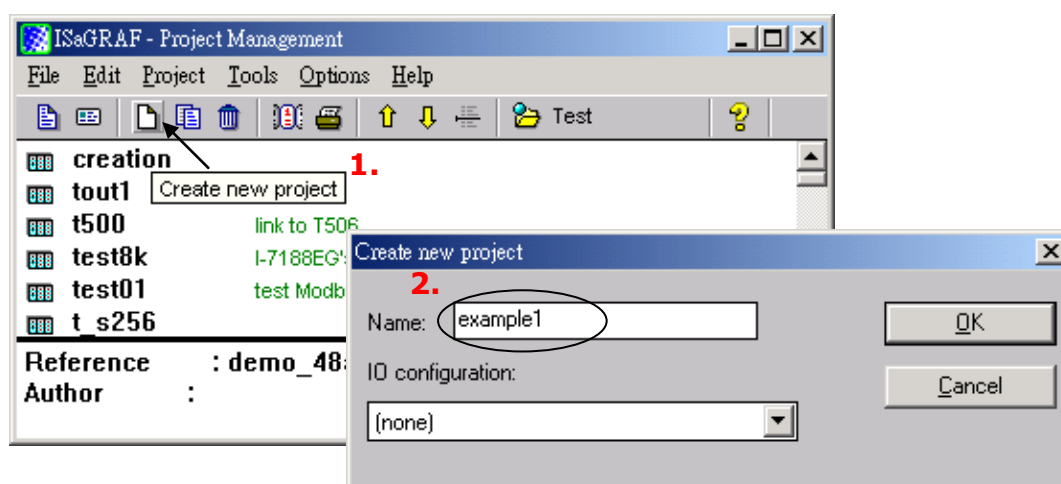 ISaGRAF - Project Management
File Edit Project Tools Options Help
Test
creation
1.
tout1
Create new project
t500 link to T506
test8k I-7188EG'
test01 test Modb
t_s256
Reference : demo_48
Author :
Create new project
2.
Name: example1
OK
IO configuration:
Cancel
(none)